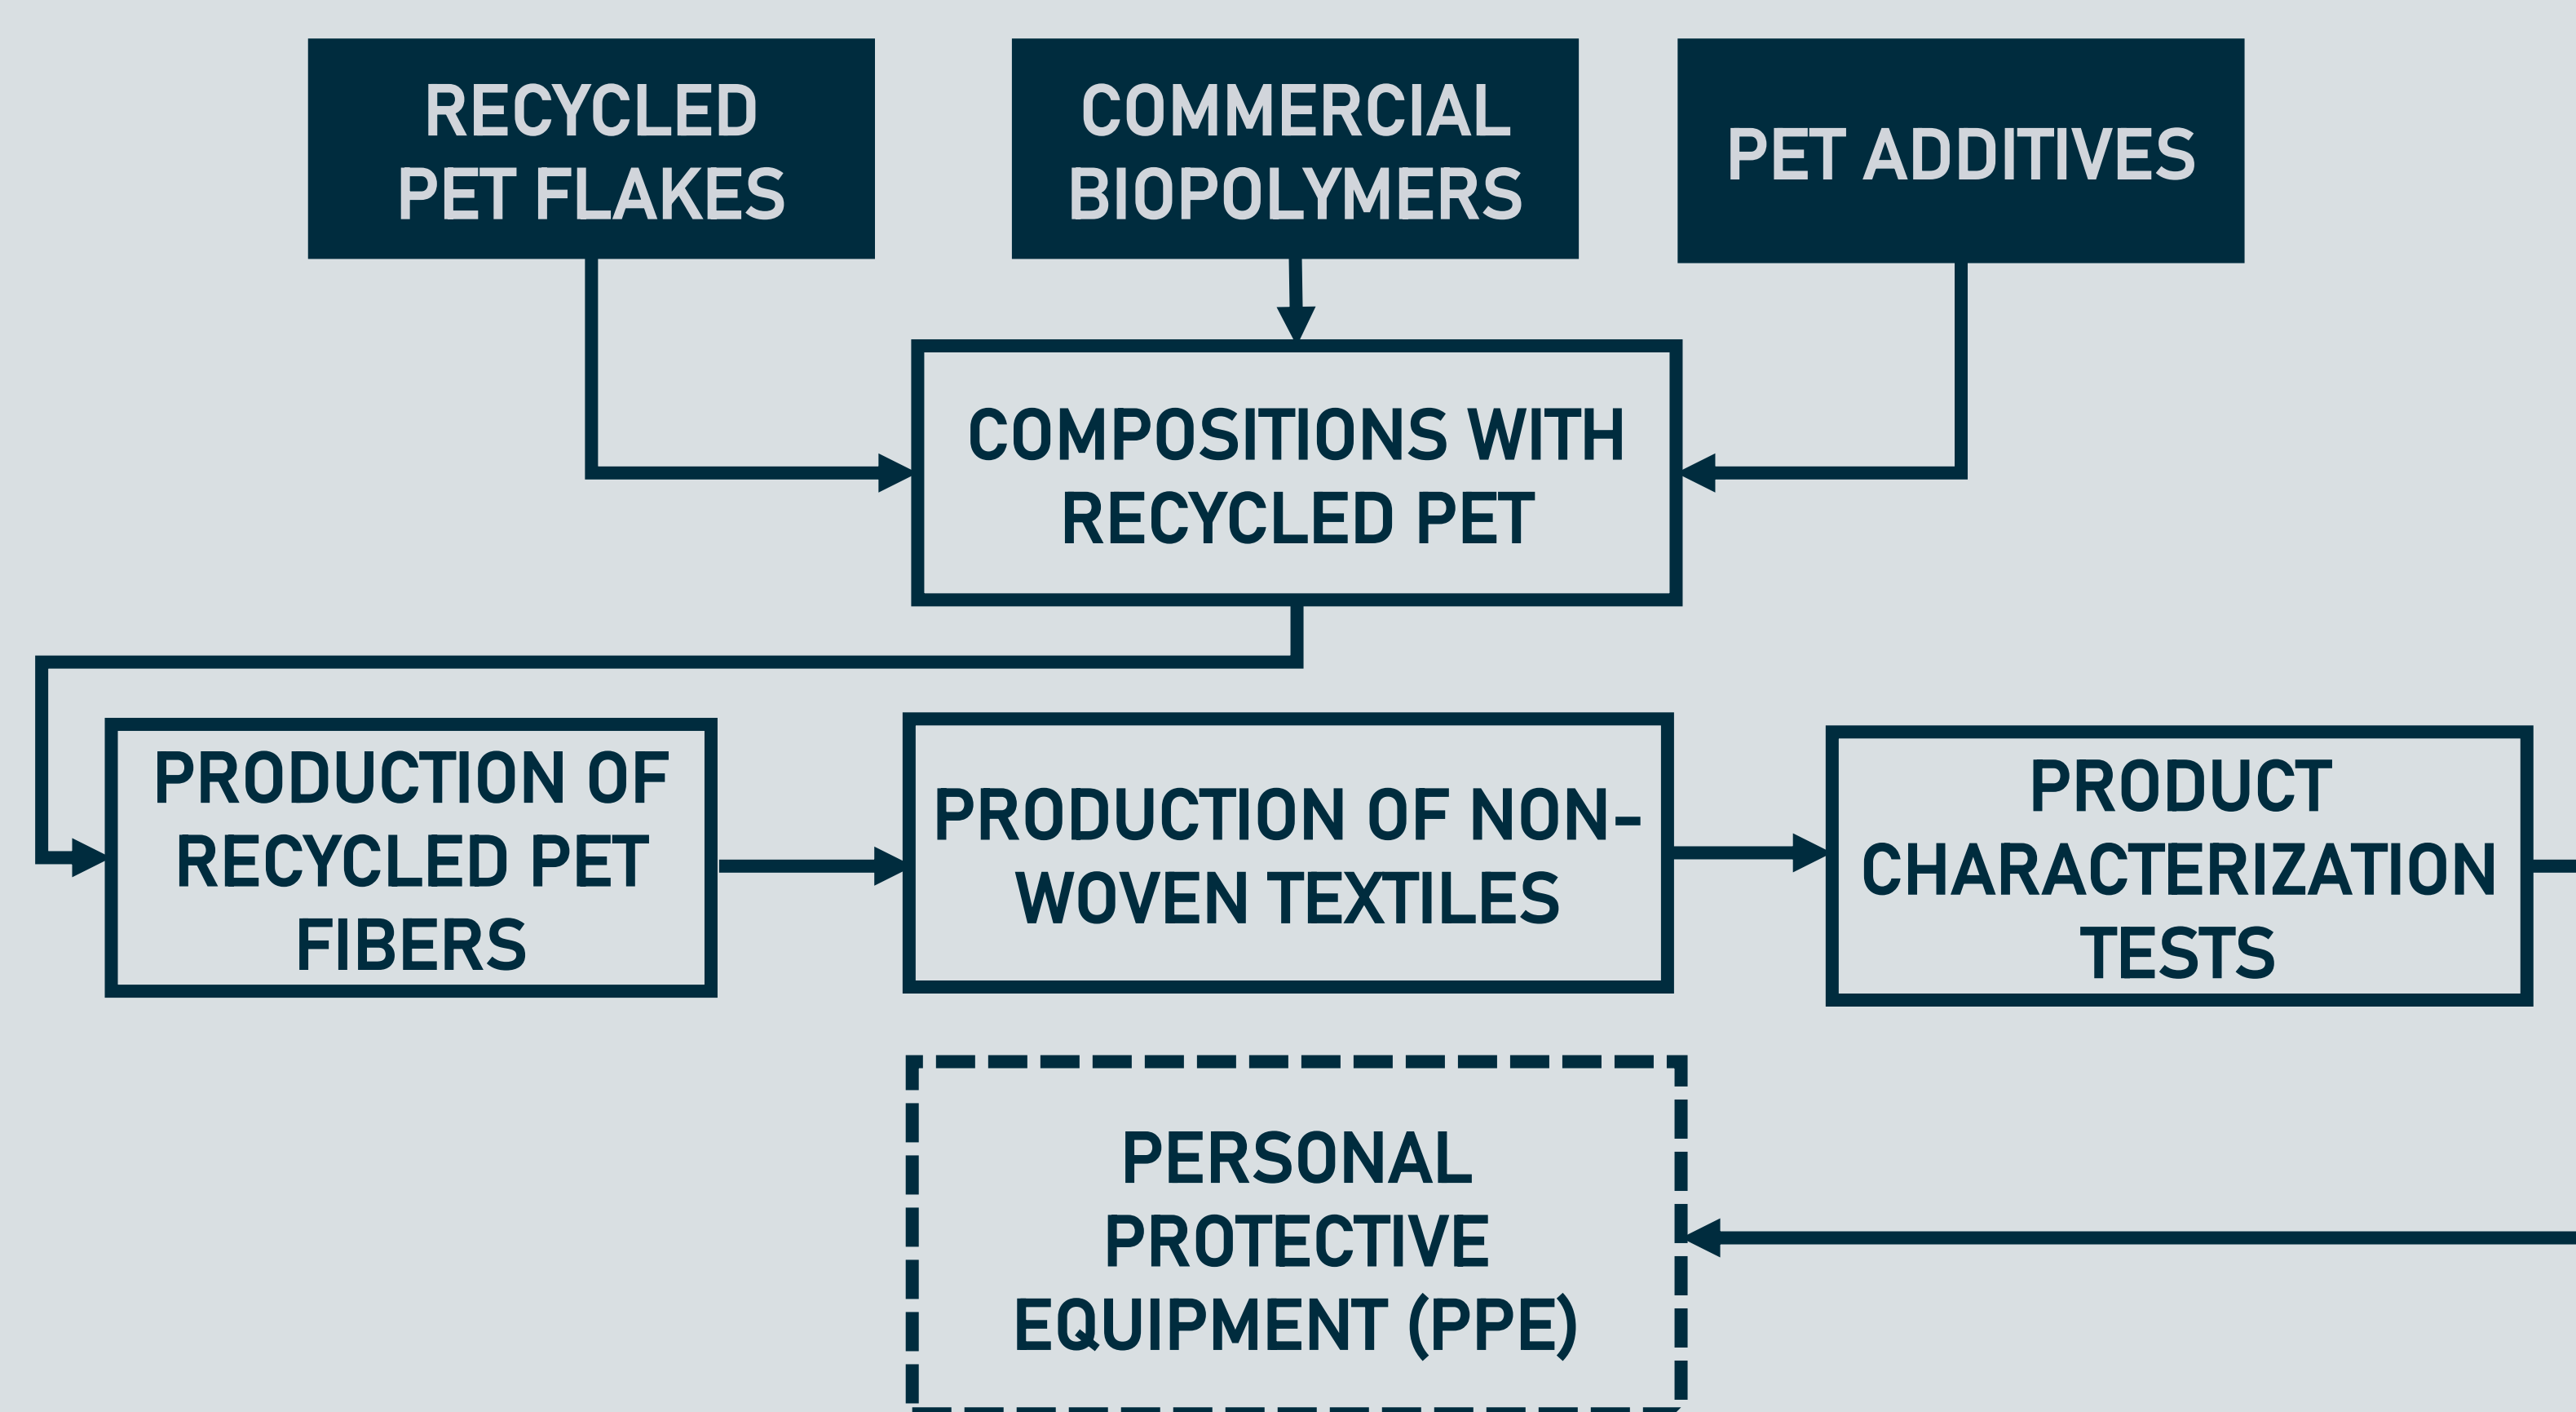 RECYCLED
PET FLAKES
COMMERCIAL
BIOPOLYMERS
PET ADDITIVES
COMPOSITIONS WITH
RECYCLED PET
PRODUCTION OF
RECYCLED PET
FIBERS
PRODUCTION OF NON-
WOVEN TEXTILES
PRODUCT
CHARACTERIZATION
TESTS
PERSONAL
PROTECTIVE
EQUIPMENT (PPE)